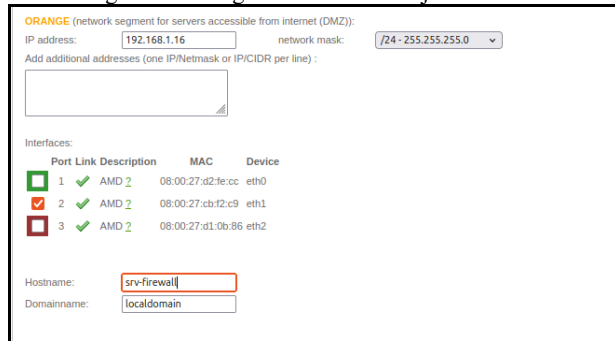 ORANGE (network segment for servers accessible from internet (DMZ)):
IP address: 192.168.1.16 network mask: /24 - 255.255.255.0
Add additional addresses (one IP/Netmask or IP/CIDR per line) :
Interfaces:
Port Link Description MAC Device
1 AMD ? 08:00:27:d2:fe:cc eth0
2 AMD ? 08:00:27:cb:f2:c9 eth1
3 AMD ? 08:00:27:d1:0b:86 eth2
Hostname: srv-firewall
Domainname: localdomain